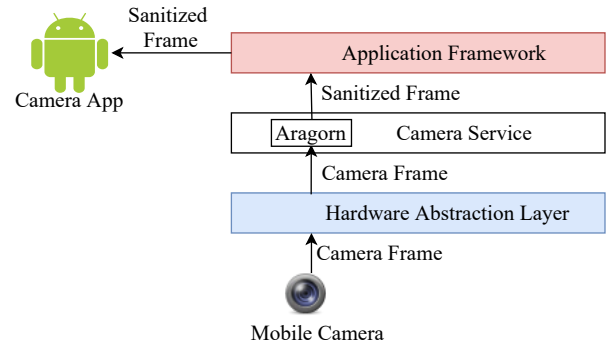 Sanitized
Frame
Application Framework
Camera App
Sanitized Frame
Aragorn
Camera Service
Camera Frame
Hardware Abstraction Layer
Camera Frame
Mobile Camera